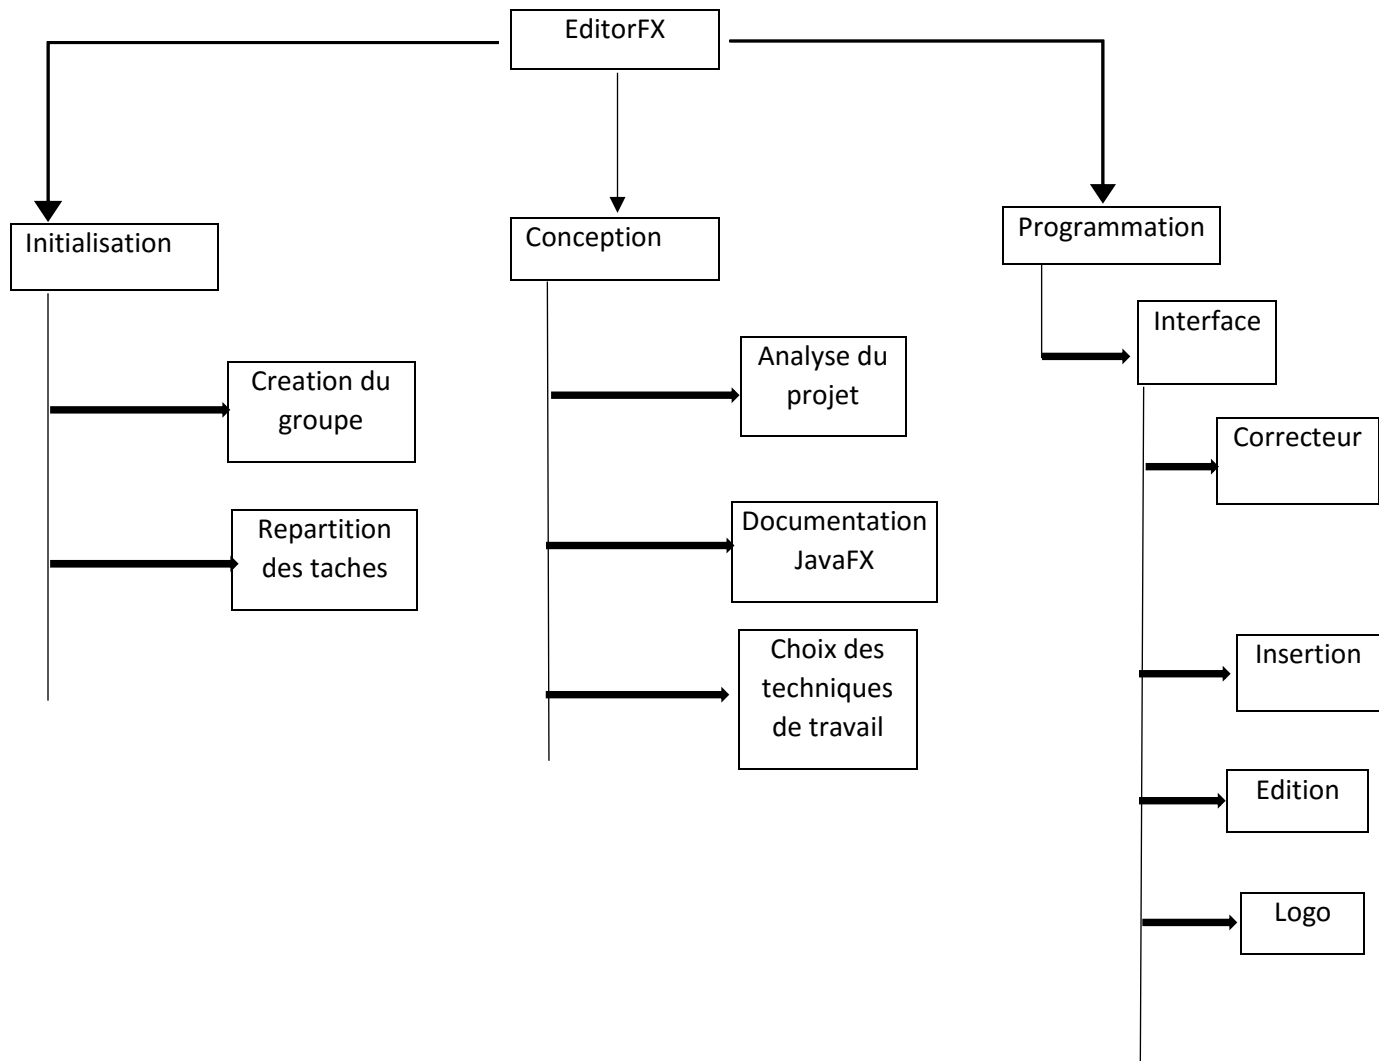 EditorFX
Initialisation
Creation du
groupe
Repartition
des taches
Conception
Analyse du
projet
Documentation
JavaFX
Choix des
techniques
de travail
Programmation
Interface
Correcteur
Insertion
Edition
Logo